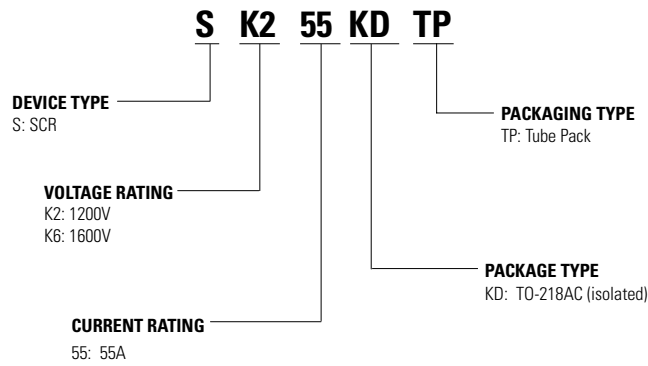 S K2 55 KD TP
DEVICE TYPE
S: SCR
PACKAGING TYPE
TP: Tube Pack
VOLTAGE RATING
K2: 1200V
K6: 1600V
PACKAGE TYPE
KD: TO-218AC (isolated)
CURRENT RATING
55: 55A